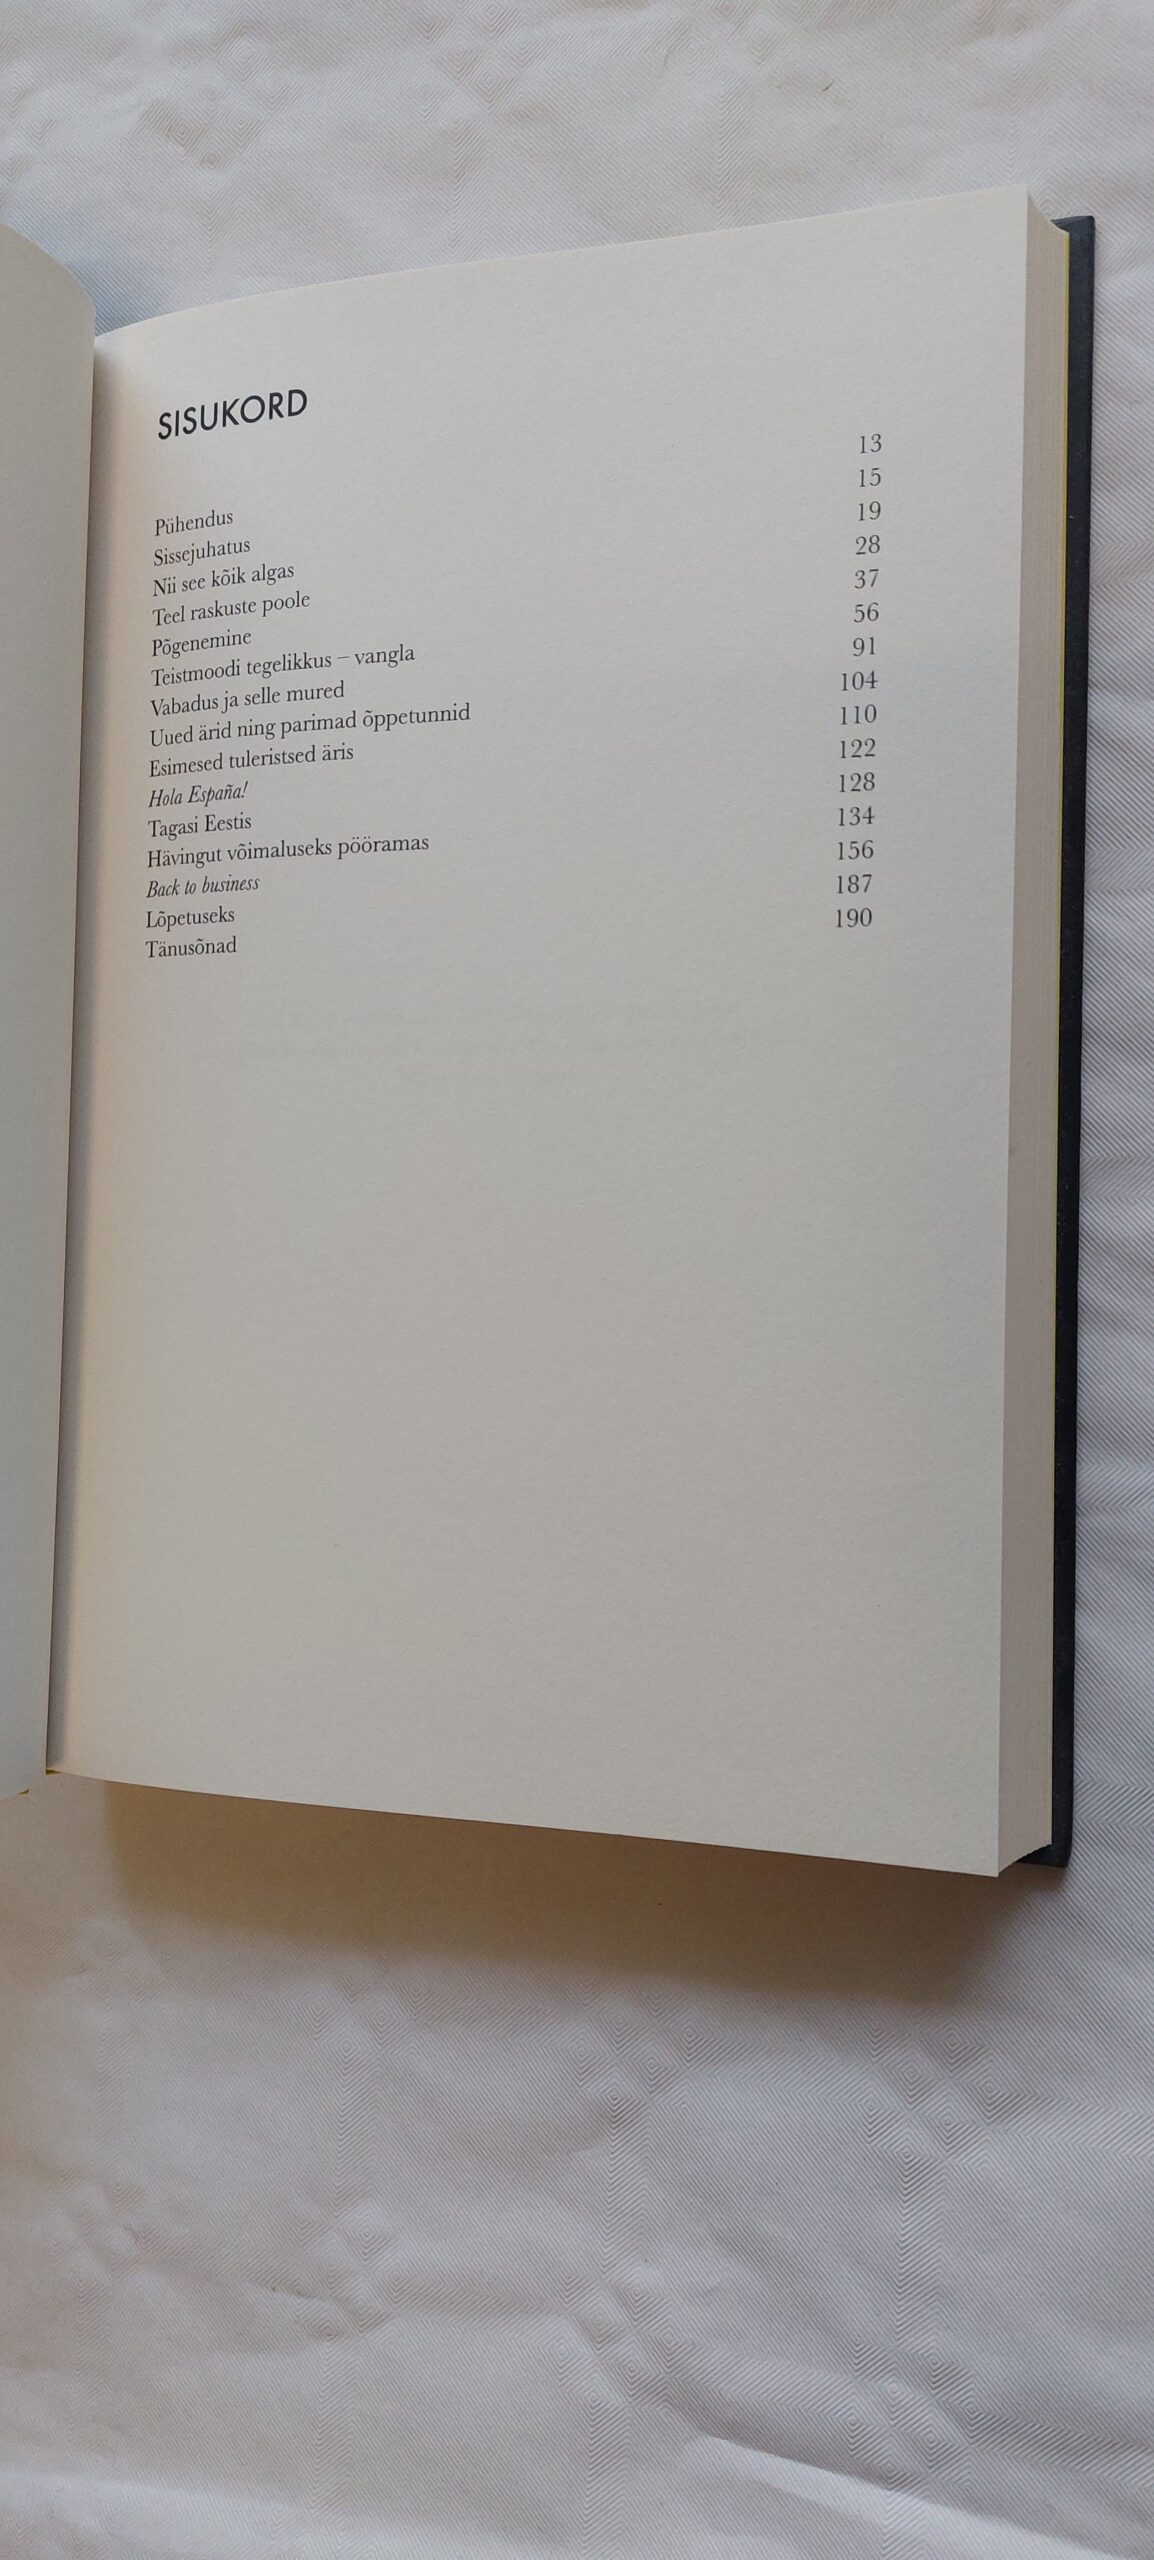 SISUKORD
Pühendus 13
Sissejuhatus 15
Nii see kõik algas 19
Teel raskuste poole 28
Põgenemine 37
Teistmoodi tegelikkus – vangla 56
Vabadus ja selle mured 91
Uued ärid ning parimad õppetunnid 104
Esimesed tuleristsed äris 110
Hola España! 122
Tagasi Eestis 128
Hävingut võimaluseks pööramas 134
Back to business 156
Lõpetuseks 187
Tänusõnad 190